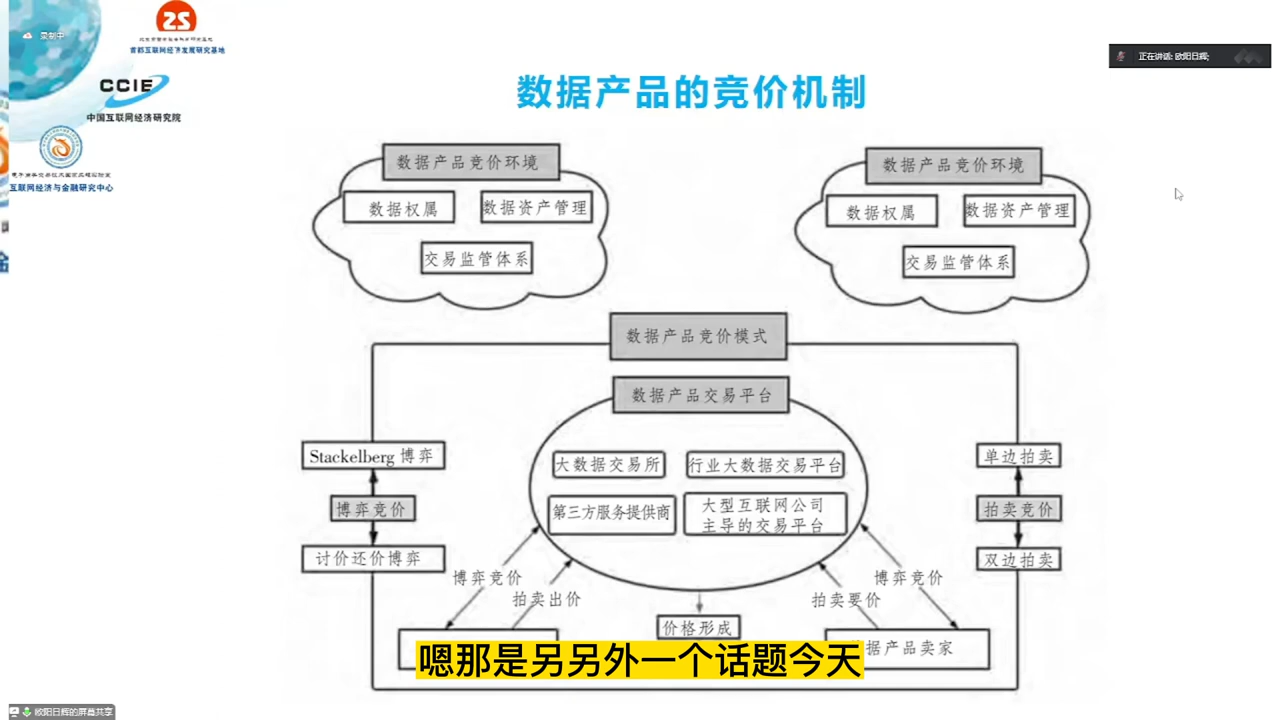 录制中
2S
首都互联网经济发展研究基地
CCIE
中国互联网经济研究院
互联网经济与金融研究中心
正在讲话: 欧阳日辉;
数据产品的竞价机制
数据产品竞价环境
数据权属
数据资产管理
交易监管体系
数据产品竞价环境
数据权属
数据资产管理
交易监管体系
数据产品竞价模式
数据产品交易平台
大数据交易所
行业大数据交易平台
第三方服务提供商
大型互联网公司
主导的交易平台
Stackelberg 博弈
博弈竞价
讨价还价博弈
单边拍卖
拍卖竞价
双边拍卖
博弈竞价
拍卖出价
拍卖要价
博弈竞价
价格形成
据产品卖家
嗯那是另另外一个话题今天
欧阳日辉的屏幕共享